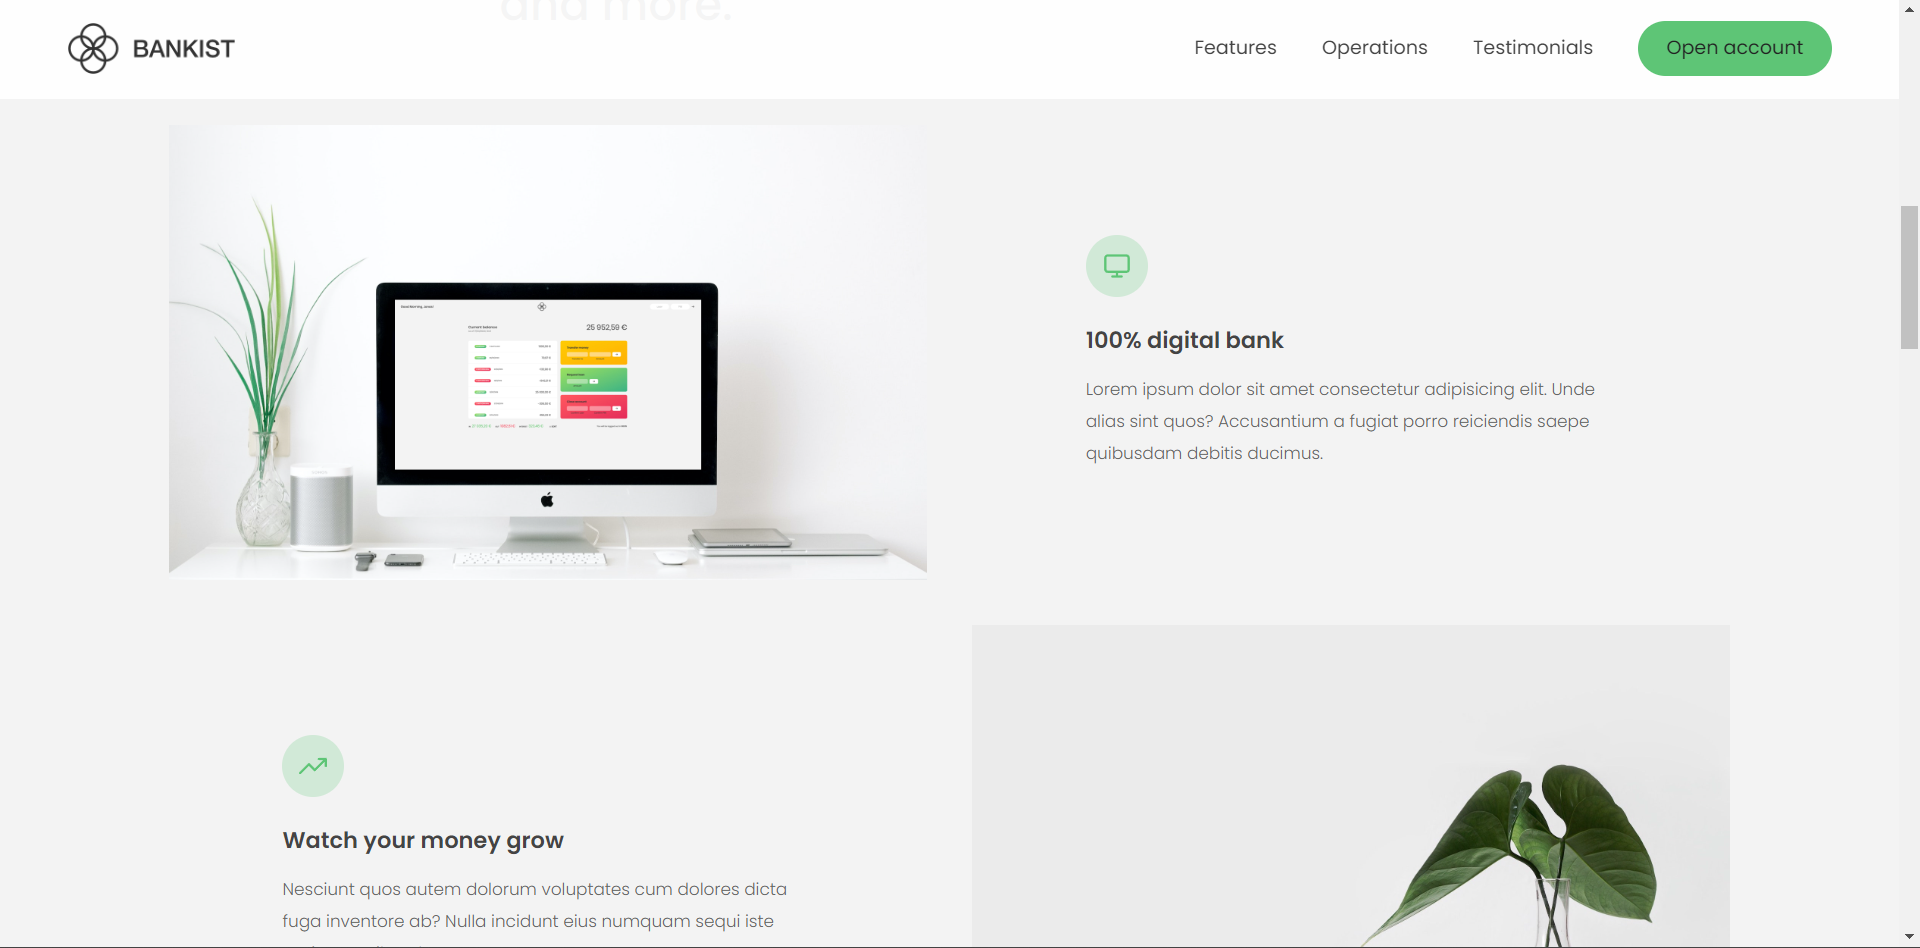 and more.
BANKIST
Features
Operations
Testimonials
Open account
25 952,59 €
100% digital bank
Lorem ipsum dolor sit amet consectetur adipisicing elit. Unde
alias sint quos? Accusantium a fugiat porro reiciendis saepe
quibusdam debitis ducimus.
Watch your money grow
Nesciunt quos autem dolorum voluptates cum dolores dicta
fuga inventore ab? Nulla incidunt eius numquam sequi iste